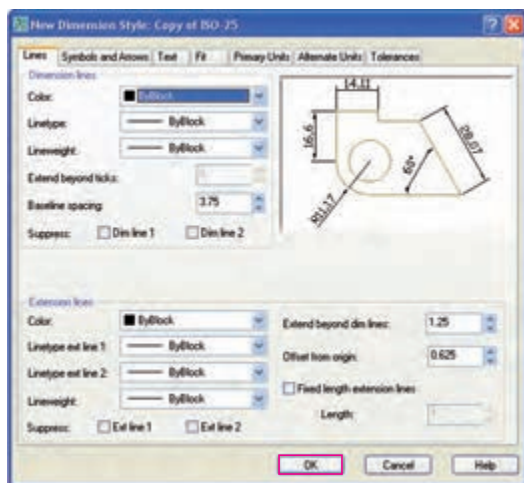 New Dimension Style: Copy of ISO-25
Lines Symbols and Arrows Text Fit Primary Units Alternate Units Tolerances
Dimension lines
Color: ByBlock
Linetype: ByBlock
Lineweight: ByBlock
Extend beyond ticks:
Baseline spacing: 3.75
Suppress: Dim line 1 Dim line 2
14,11
16,6
28,07
60°
R11,17
Extension lines
Color: ByBlock
Linetype ext line 1: ByBlock
Linetype ext line 2: ByBlock
Lineweight: ByBlock
Suppress: Ext line 1 Ext line 2
Extend beyond dim lines: 1.25
Offset from origin: 0.625
Fixed length extension lines
Length:
OK Cancel Help